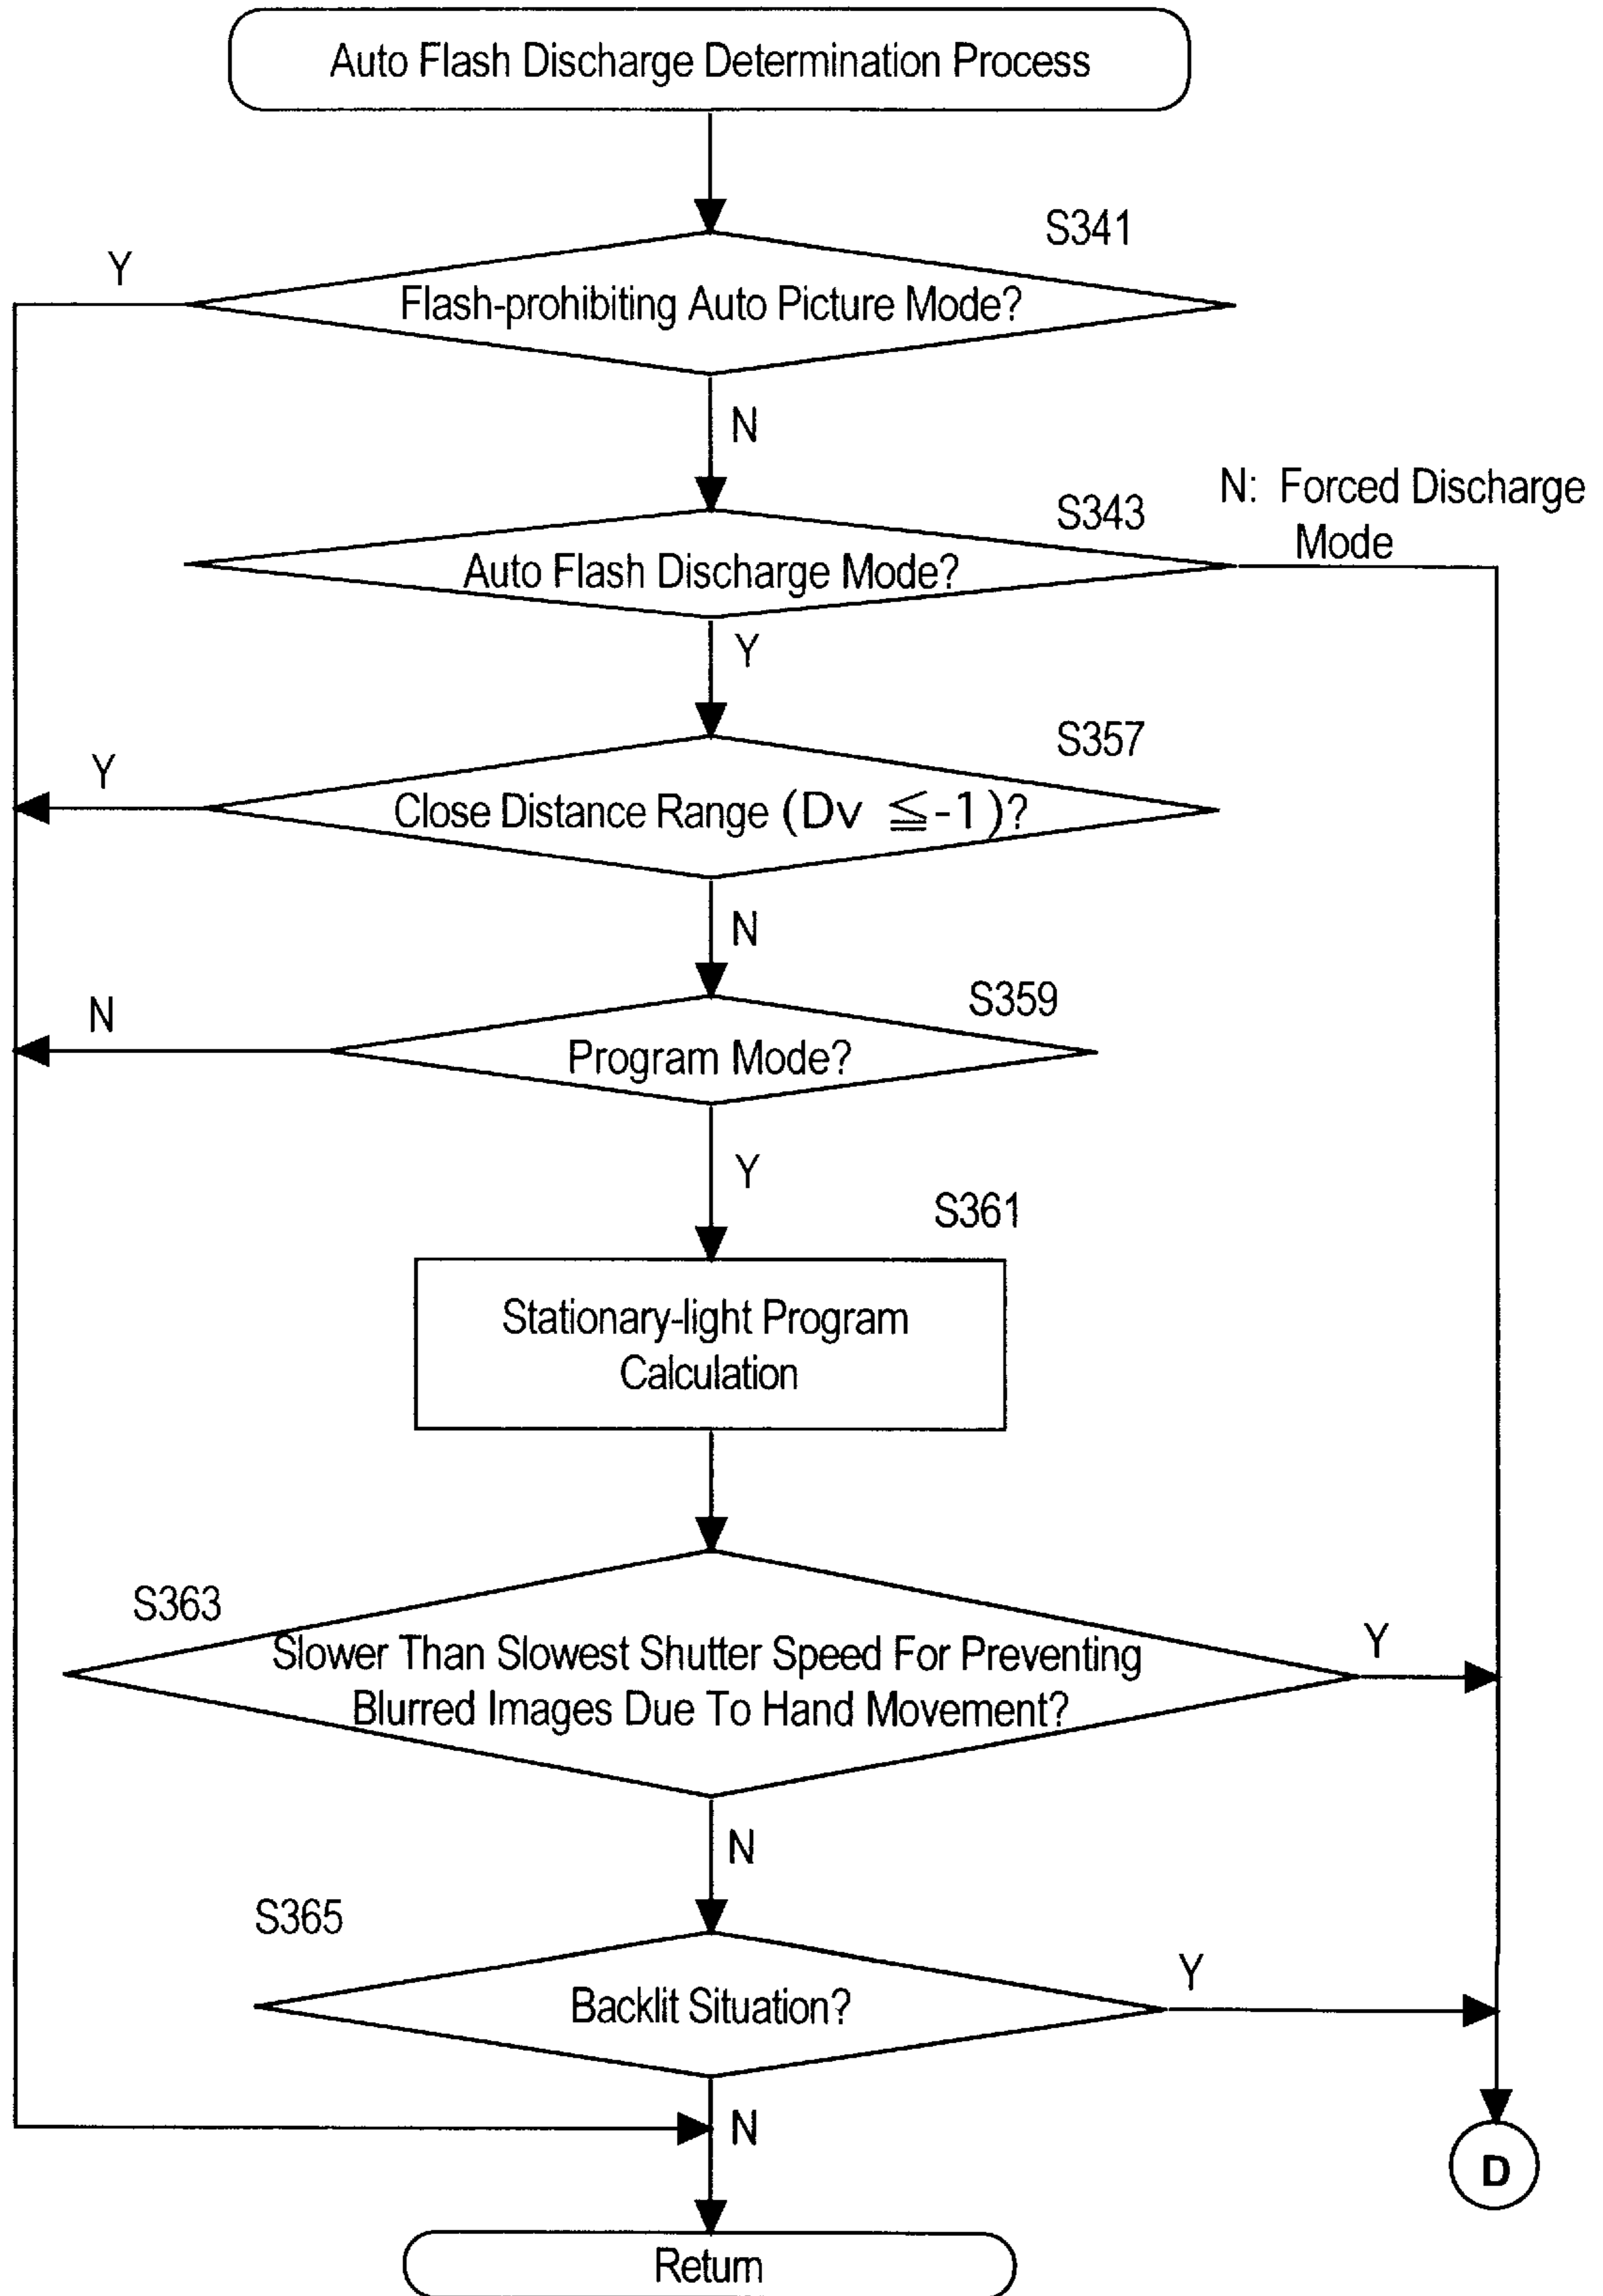 Auto Flash Discharge Determination Process
S341
Y
Flash-prohibiting Auto Picture Mode?
N
S343
N: Forced Discharge
Mode
Auto Flash Discharge Mode?
Y
S357
Y
Close Distance Range (Dv ≦-1)?
N
S359
N
Program Mode?
Y
S361
Stationary-light Program
Calculation
S363
Slower Than Slowest Shutter Speed For Preventing
Blurred Images Due To Hand Movement?
Y
N
S365
Y
Backlit Situation?
N
D
Return